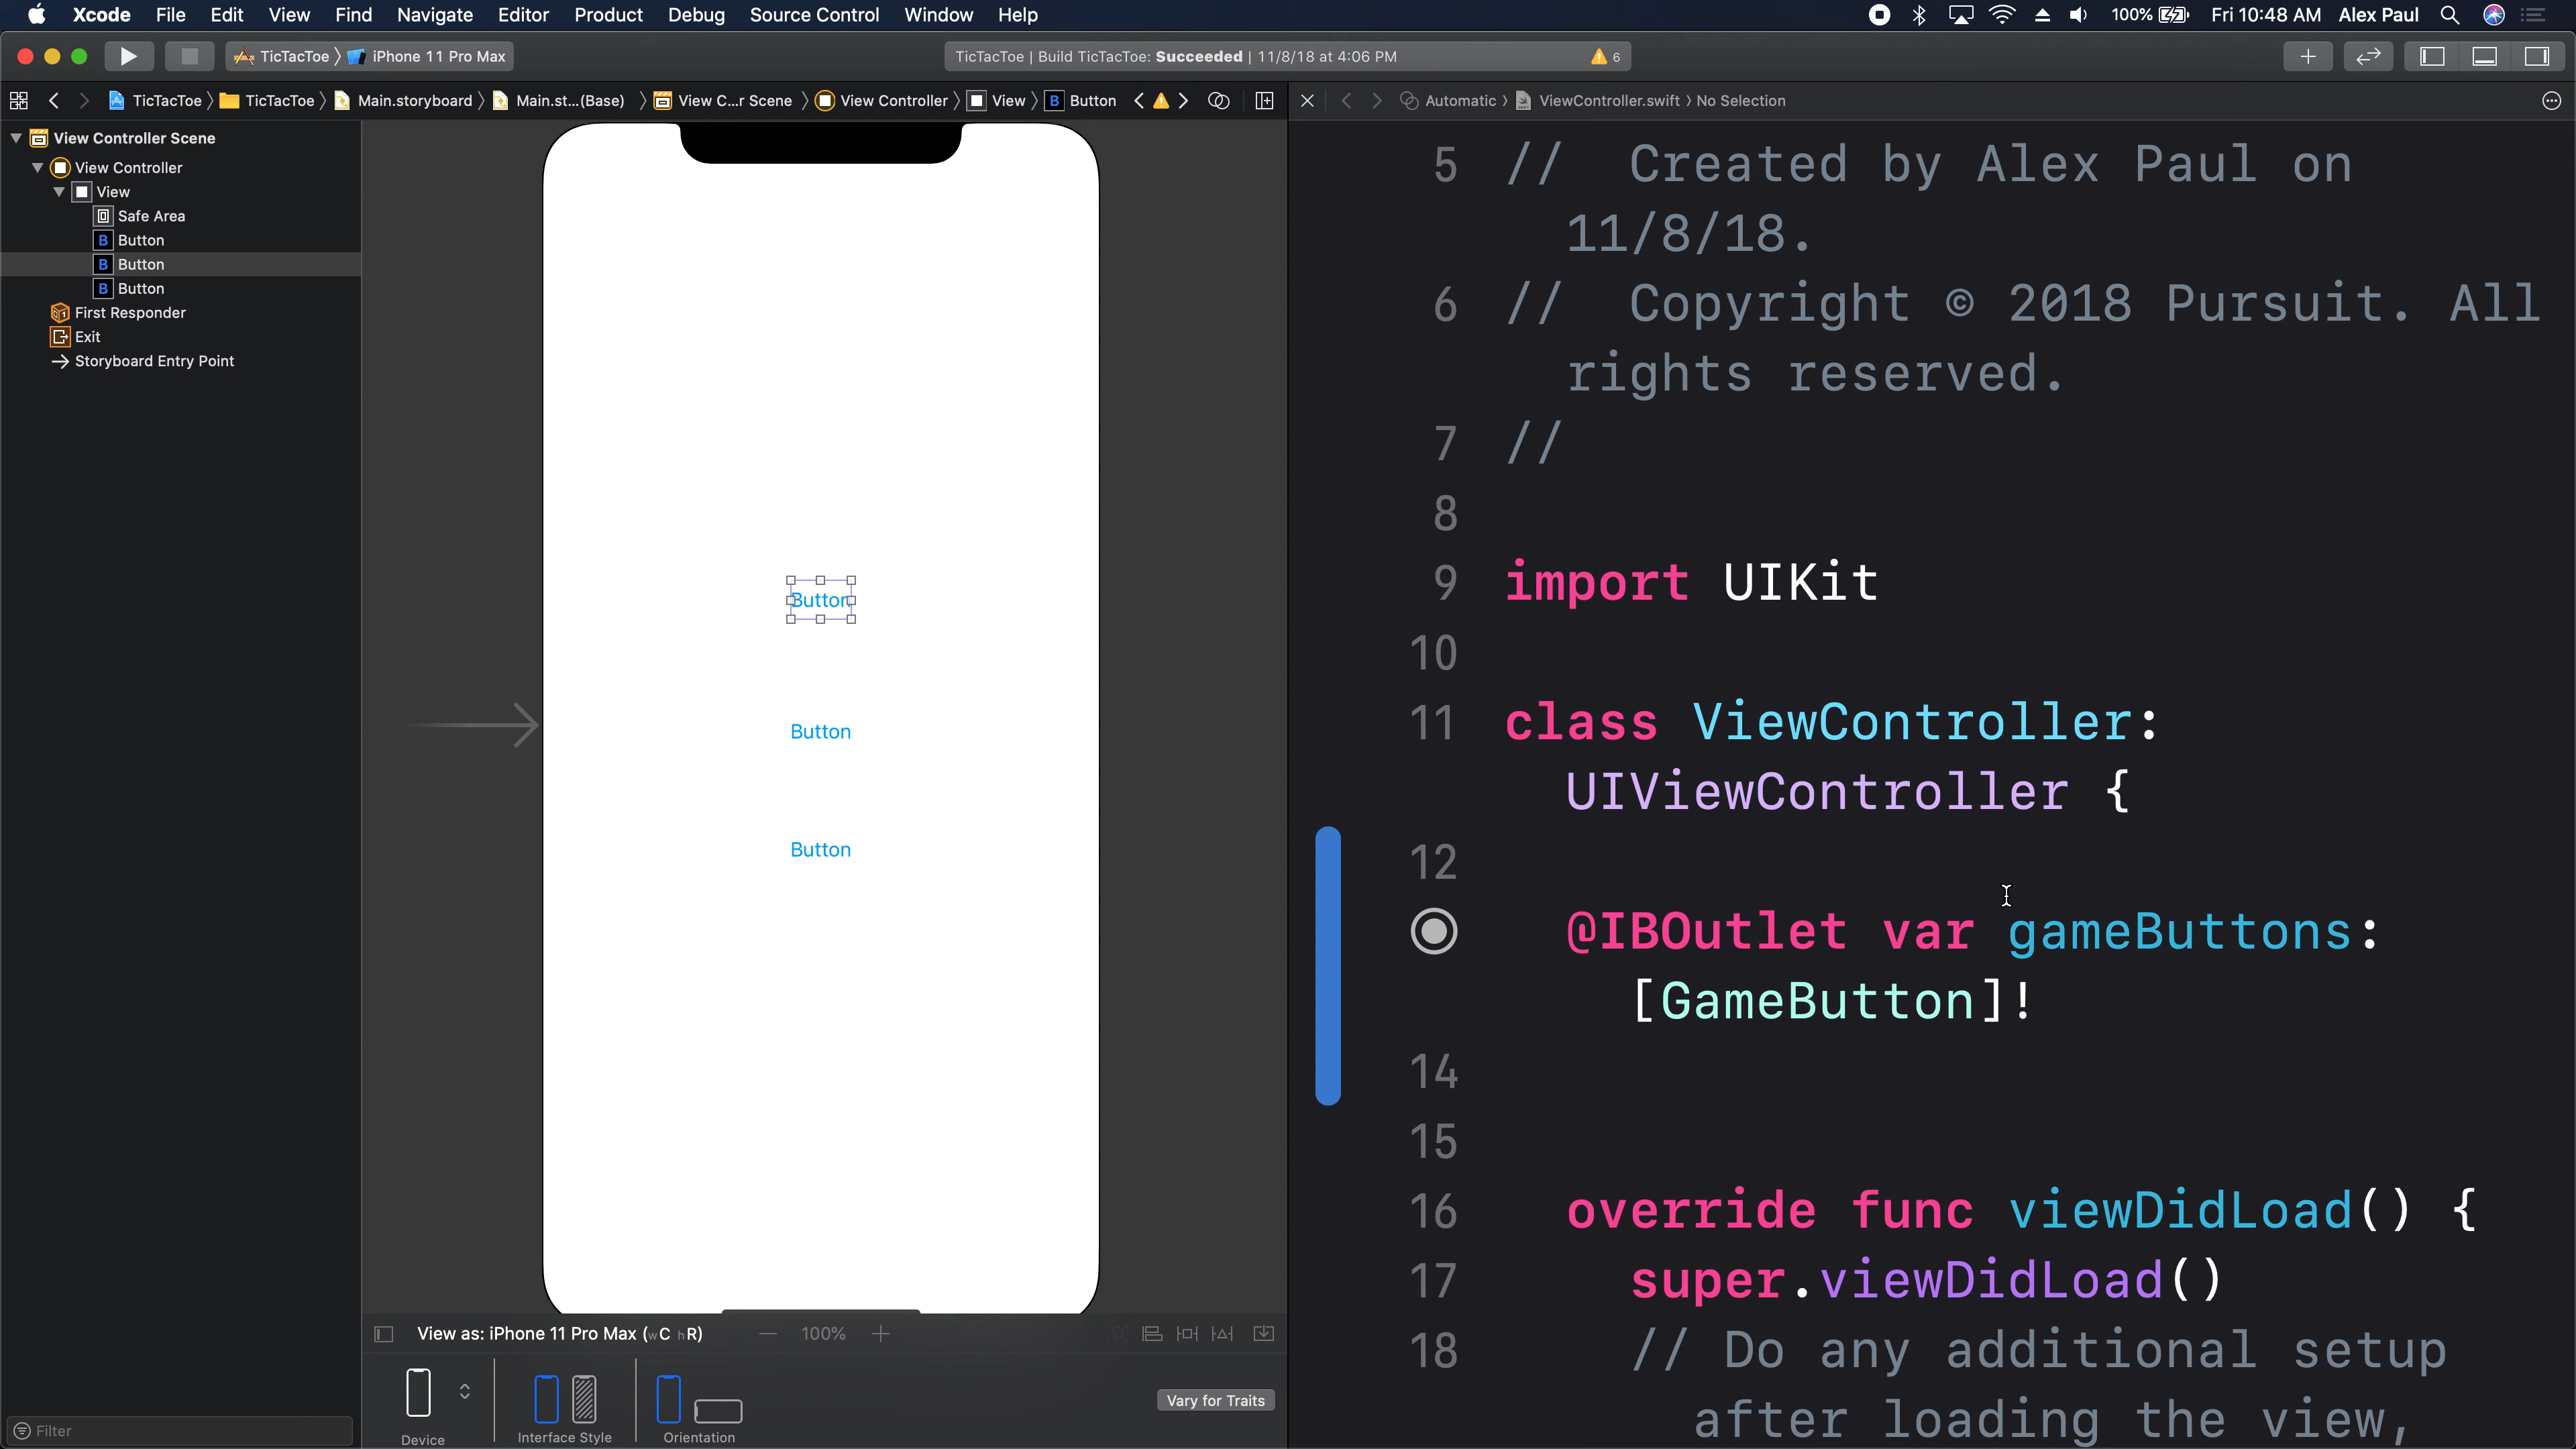 Xcode File Edit View Find Navigate Editor Product Debug Source Control Window Help 100% Fri 10:48 AM Alex Paul
TicTacToe iPhone 11 Pro Max TicTacToe | Build TicTacToe: Succeeded | 11/8/18 at 4:06 PM 6
TicTacToe TicTacToe Main.storyboard Main.st...(Base) View C...r Scene View Controller View B Button
Automatic ViewController.swift No Selection
View Controller Scene
View Controller
View
Safe Area
B Button
B Button
B Button
First Responder
Exit
Storyboard Entry Point
Filter
Button
Button
Button
View as: iPhone 11 Pro Max (wC hR) 100%
Vary for Traits
Device Interface Style Orientation
5 // Created by Alex Paul on
11/8/18.
6 // Copyright © 2018 Pursuit. All
rights reserved.
7 //
8
9 import UIKit
10
11 class ViewController:
UIViewController {
12
@IBOutlet var gameButtons:
[GameButton]!
14
15
16 override func viewDidLoad() {
17 super.viewDidLoad()
18 // Do any additional setup
after loading the view,